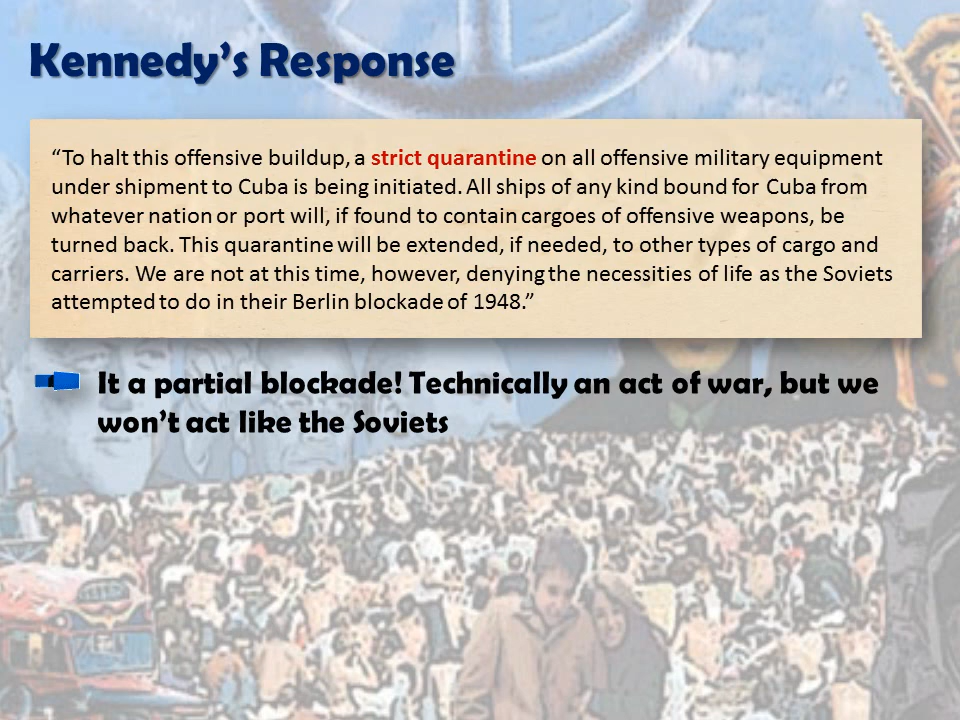 Kennedy’s Response
“To halt this offensive buildup, a strict quarantine on all offensive military equipment
under shipment to Cuba is being initiated. All ships of any kind bound for Cuba from
whatever nation or port will, if found to contain cargoes of offensive weapons, be
turned back. This quarantine will be extended, if needed, to other types of cargo and
carriers. We are not at this time, however, denying the necessities of life as the Soviets
attempted to do in their Berlin blockade of 1948.”
It a partial blockade! Technically an act of war, but we
won’t act like the Soviets